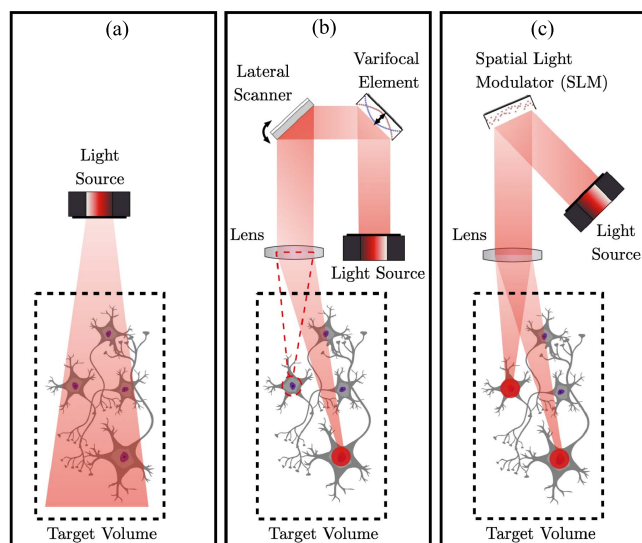 (a)
Light
Source
Target Volume
(b)
Lateral
Scanner
Varifocal
Element
Lens
Light Source
Target Volume
(c)
Spatial Light
Modulator (SLM)
Light
Source
Lens
Target Volume